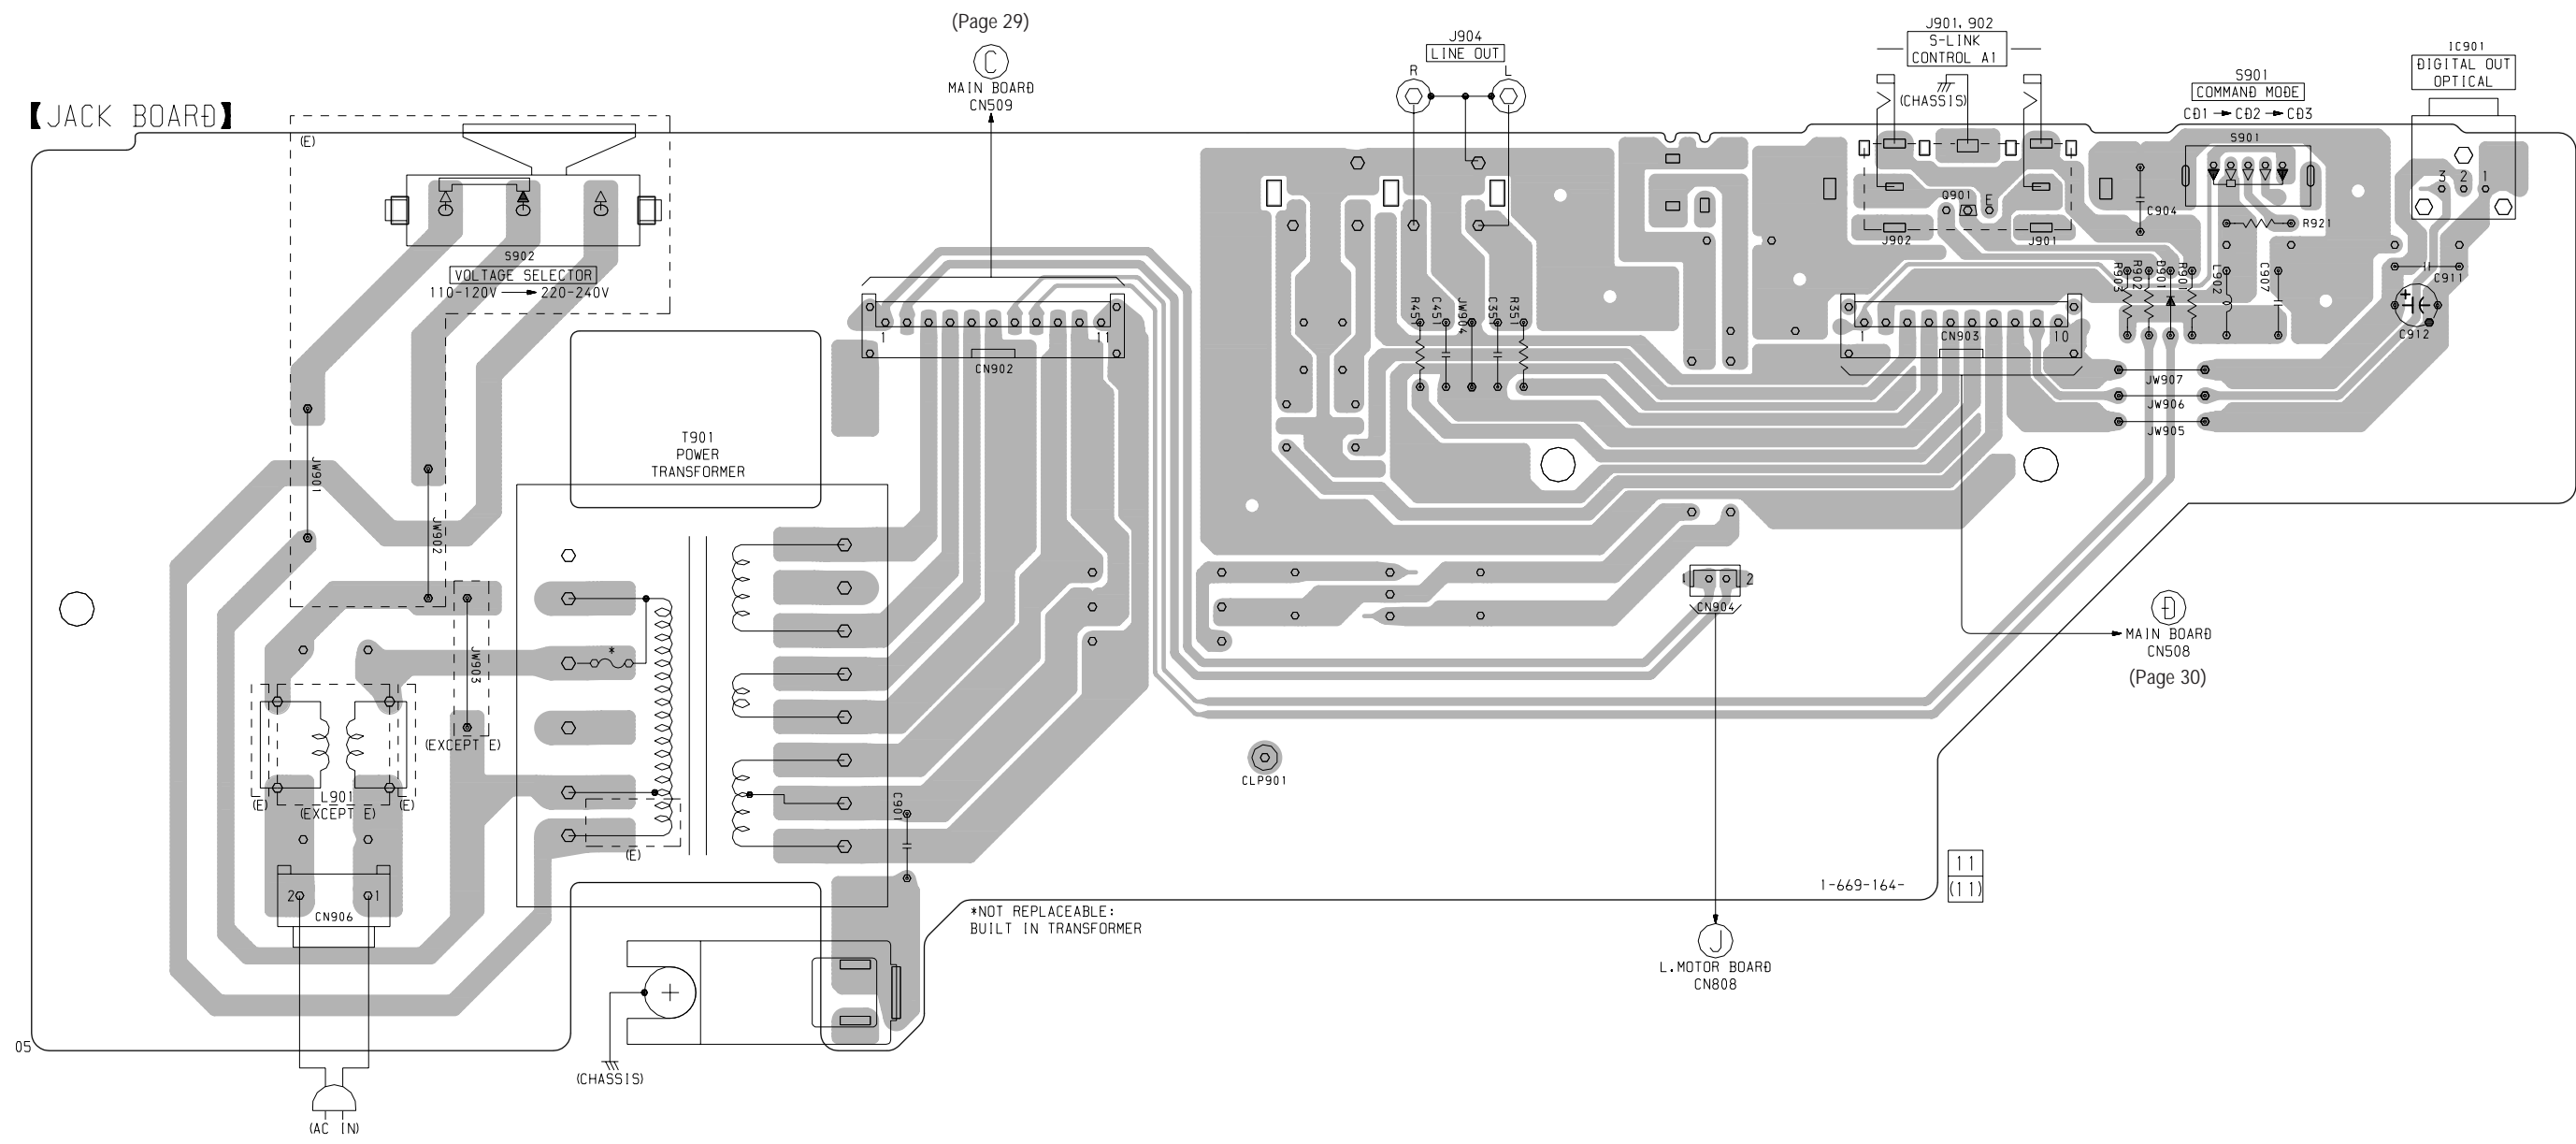 (Page 29)
C
MAIN BOARD
CN509
J904
LINE OUT
R
L
J901, 902
S-LINK
CONTROL A1
(CHASSIS)
S901
COMMAND MODE
CD1 → CD2 → CD3
IC901
DIGITAL OUT
OPTICAL
【JACK BOARD】
(E)
S902
VOLTAGE SELECTOR
110-120V → 220-240V
1
11
CN902
R451
C451
JW904
C351
R351
Q901
E
J902
J901
C904
S901
R921
3 2 1
R903
R902
D901
R901
L902
C907
C911
+
C912
1
CN903
10
JW907
JW906
JW905
T901
POWER
TRANSFORMER
JW901
JW902
JW903
(EXCEPT E)
*
(E)
L901
(EXCEPT E)
(E)
(E)
C901
2
1
CN906
CLP901
1
2
CN904
D
MAIN BOARD
CN508
(Page 30)
1-669-164-
11
(11)
*NOT REPLACEABLE:
BUILT IN TRANSFORMER
J
L.MOTOR BOARD
CN808
05
(CHASSIS)
(AC IN)